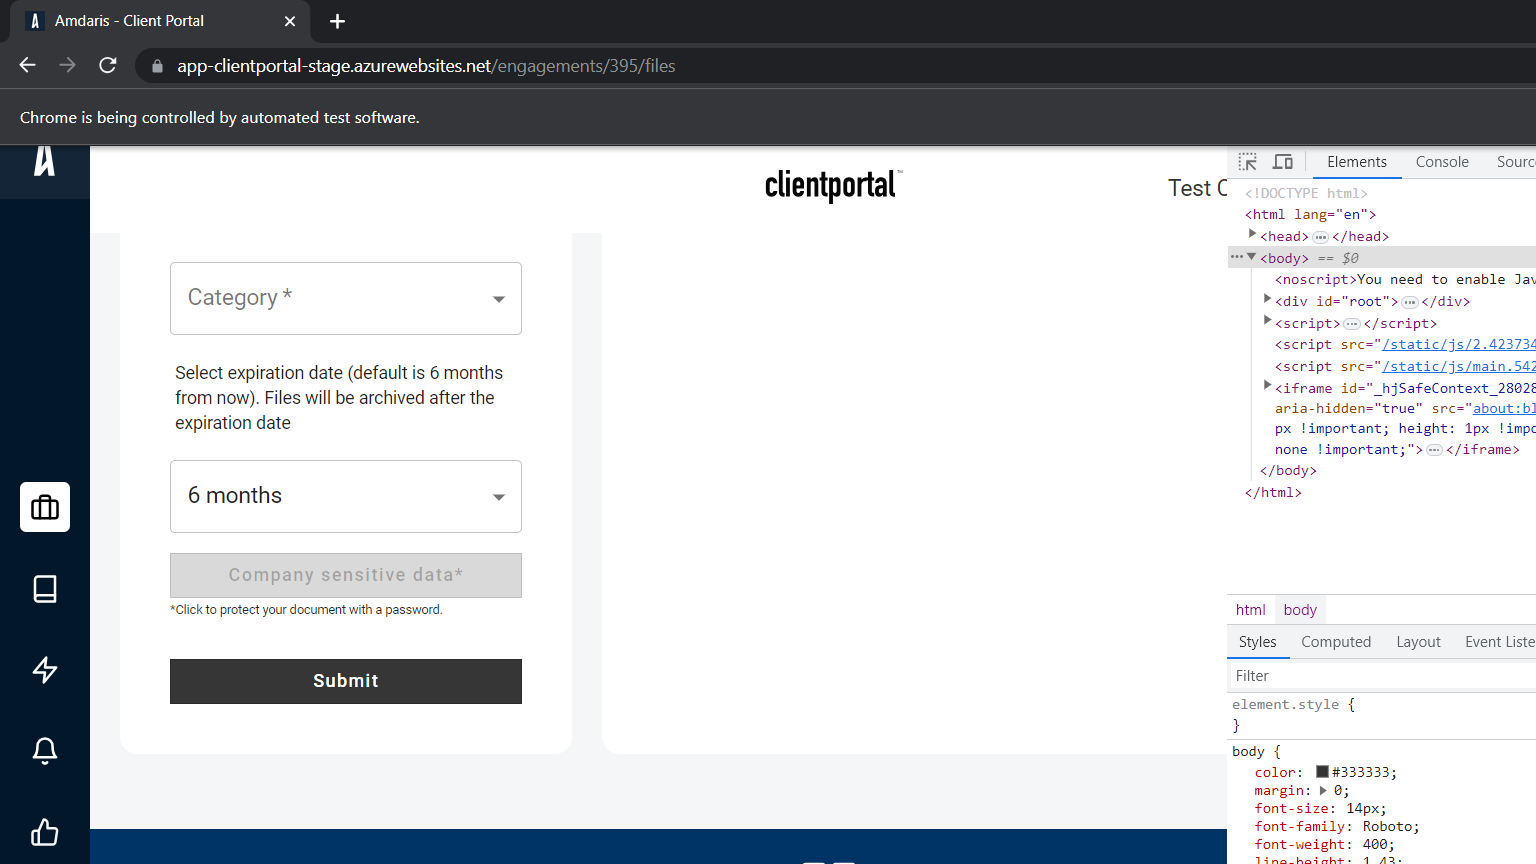 Amdaris - Client Portal
app-clientportal-stage.azurewebsites.net/engagements/395/files
Chrome is being controlled by automated test software.
clientportal™
Test C
Category *
Select expiration date (default is 6 months
from now). Files will be archived after the
expiration date
6 months
Company sensitive data*
*Click to protect your document with a password.
Submit
Elements Console Sourc
<!DOCTYPE html>
<html lang="en">
<head>…</head>
<body> == $0
<noscript>You need to enable Jav
<div id="root">…</div>
<script>…</script>
<script src="/static/js/2.423734
<script src="/static/js/main.542
<iframe id="_hjSafeContext_28028
aria-hidden="true" src="about:bl
px !important; height: 1px !impo
none !important;">…</iframe>
</body>
</html>
html body
Styles Computed Layout Event Liste
Filter
element.style {
}
body {
color: #333333;
margin: 0;
font-size: 14px;
font-family: Roboto;
font-weight: 400;
line-height: 1.43;